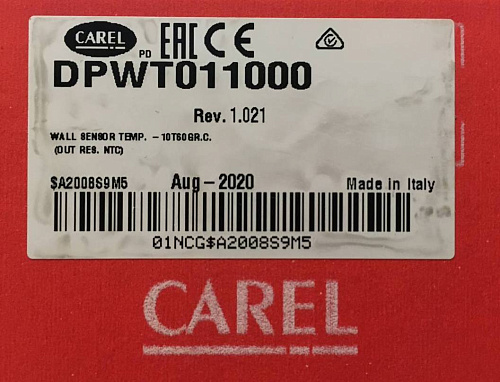 CAREL
PD EAC CE
DPWT011000
Rev. 1.021
WALL SENSOR TEMP. -10T60GR.C.
(OUT RES. NTC)
$A2008S9M5 Aug-2020 Made in Italy
01NCG$A2008S9M5
CAREL